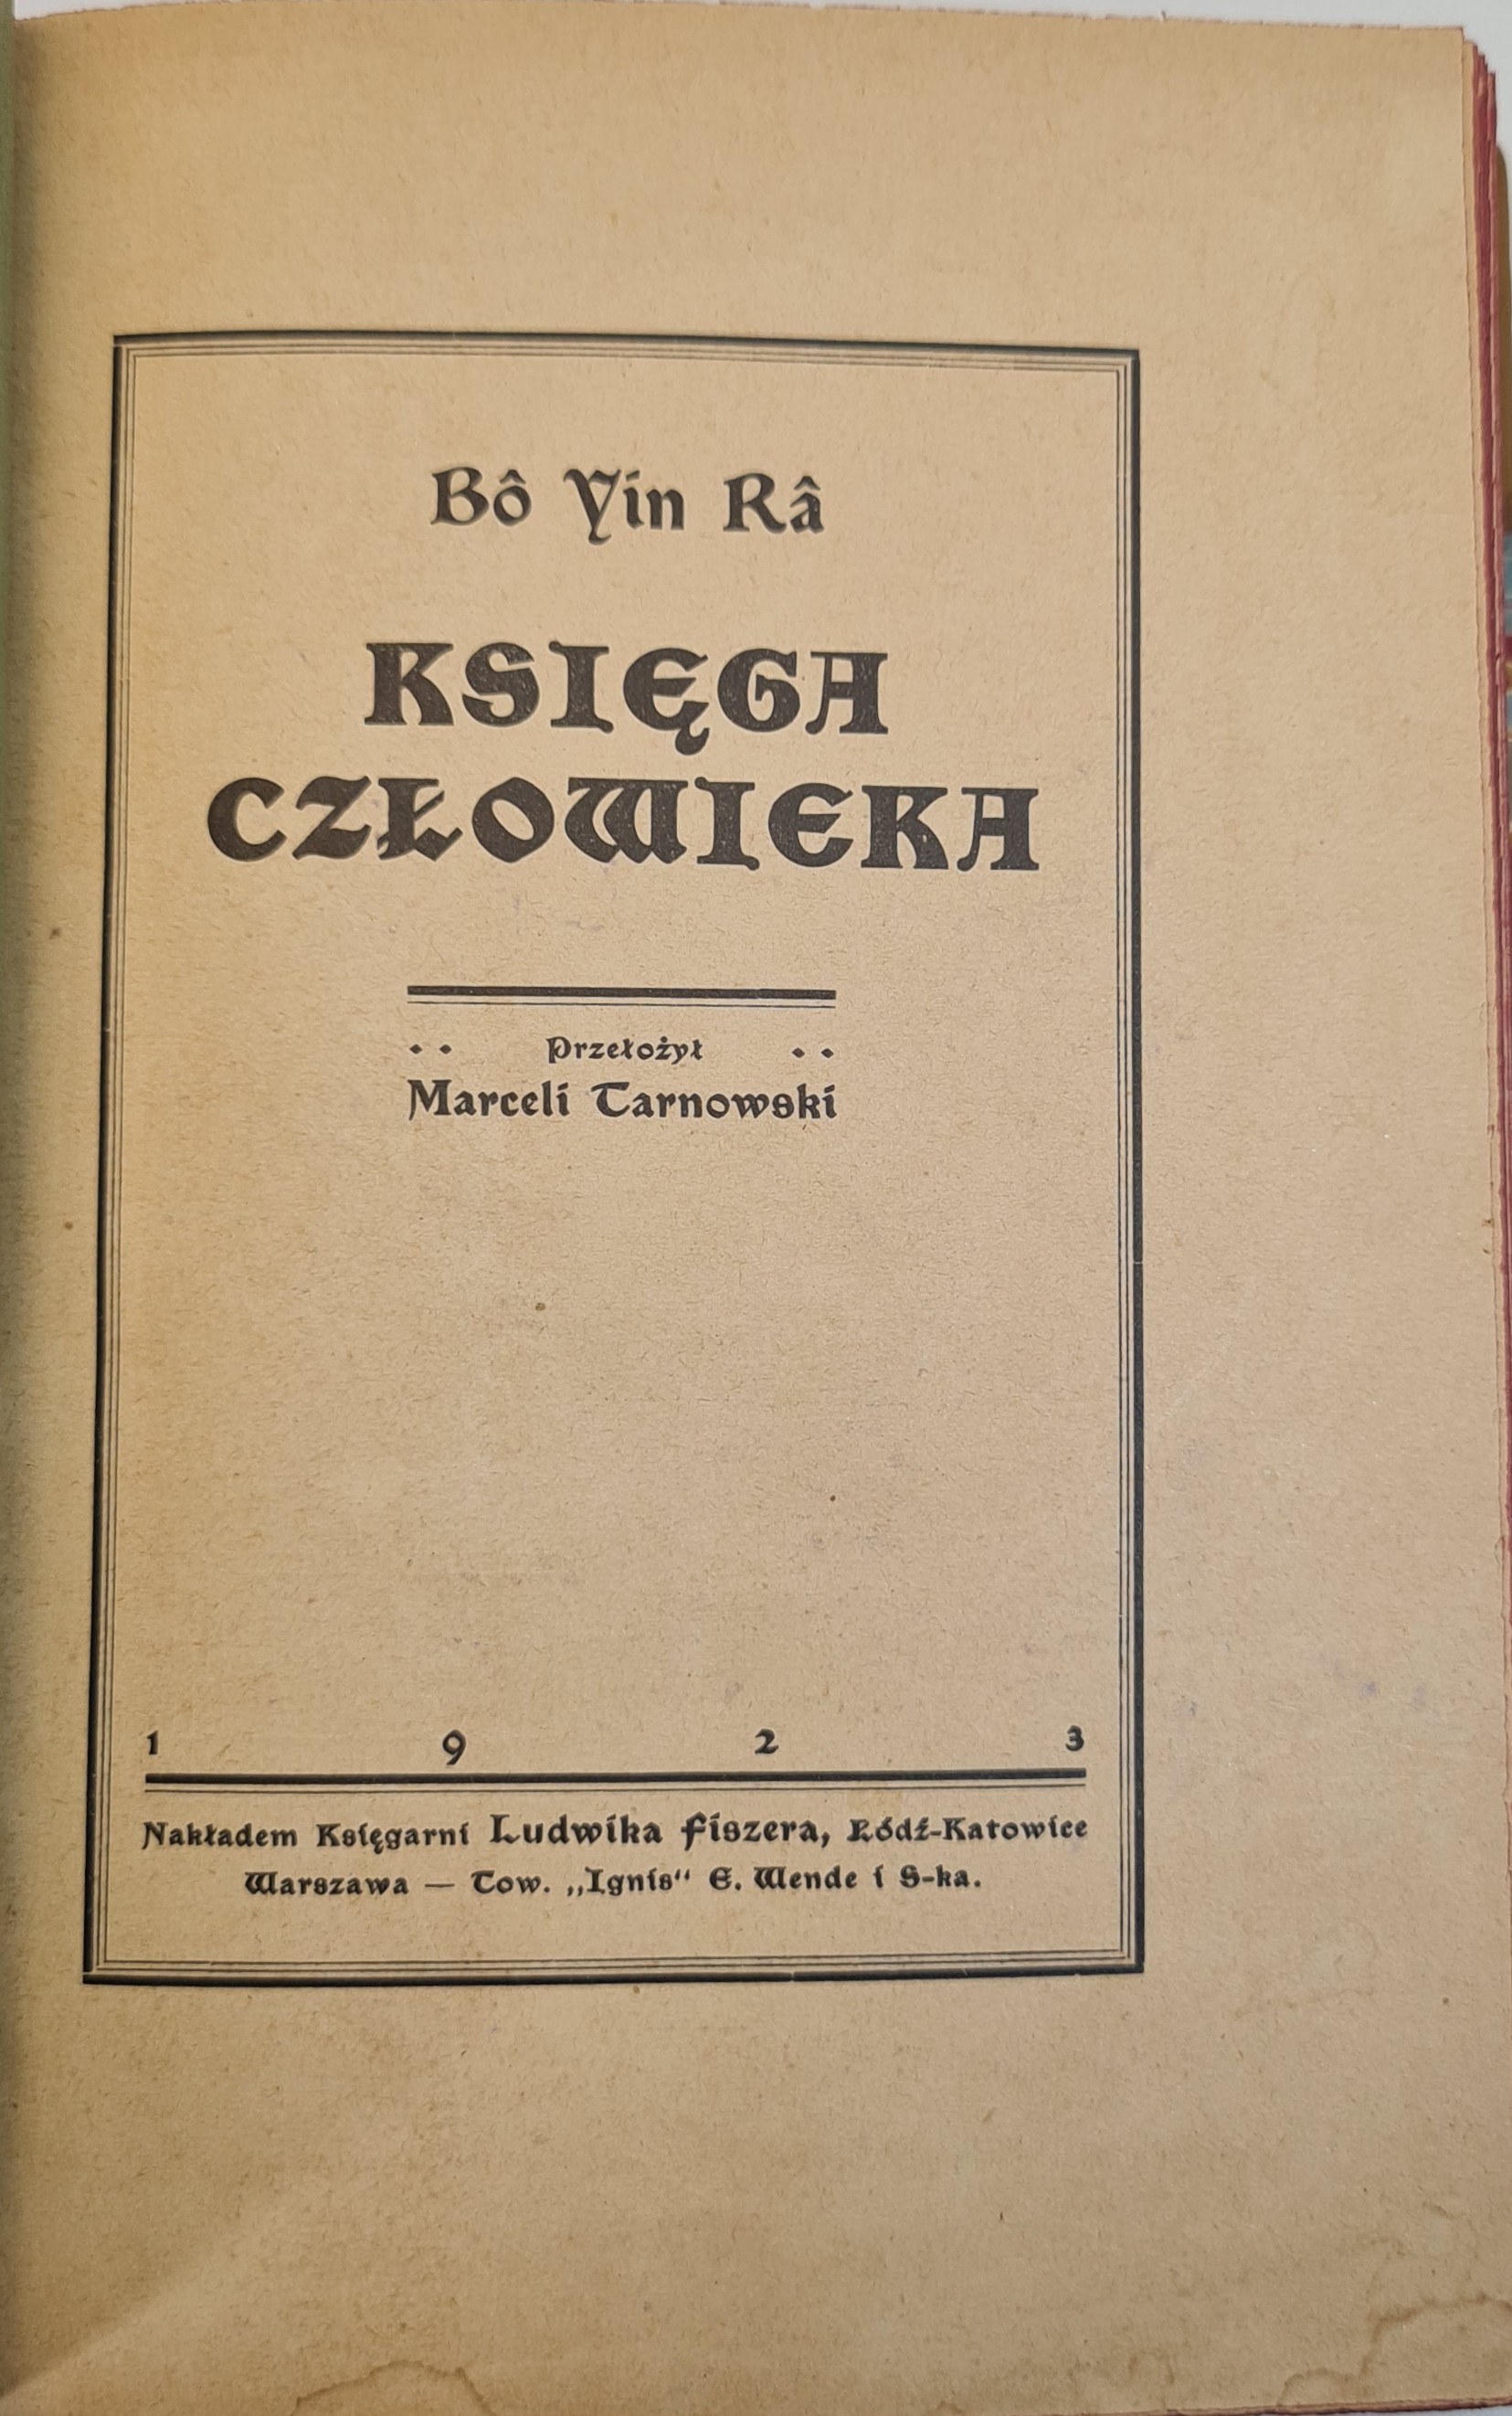 Bô Yin Râ
KSIĘGA
CZŁOWIEKA
Przełożył
Marceli Tarnowski
1 9 2 3
Nakładem Księgarni Ludwika Fiszera, Łódź-Katowice
Warszawa — Tow. „Ignis“ E. Wende i S-ka.